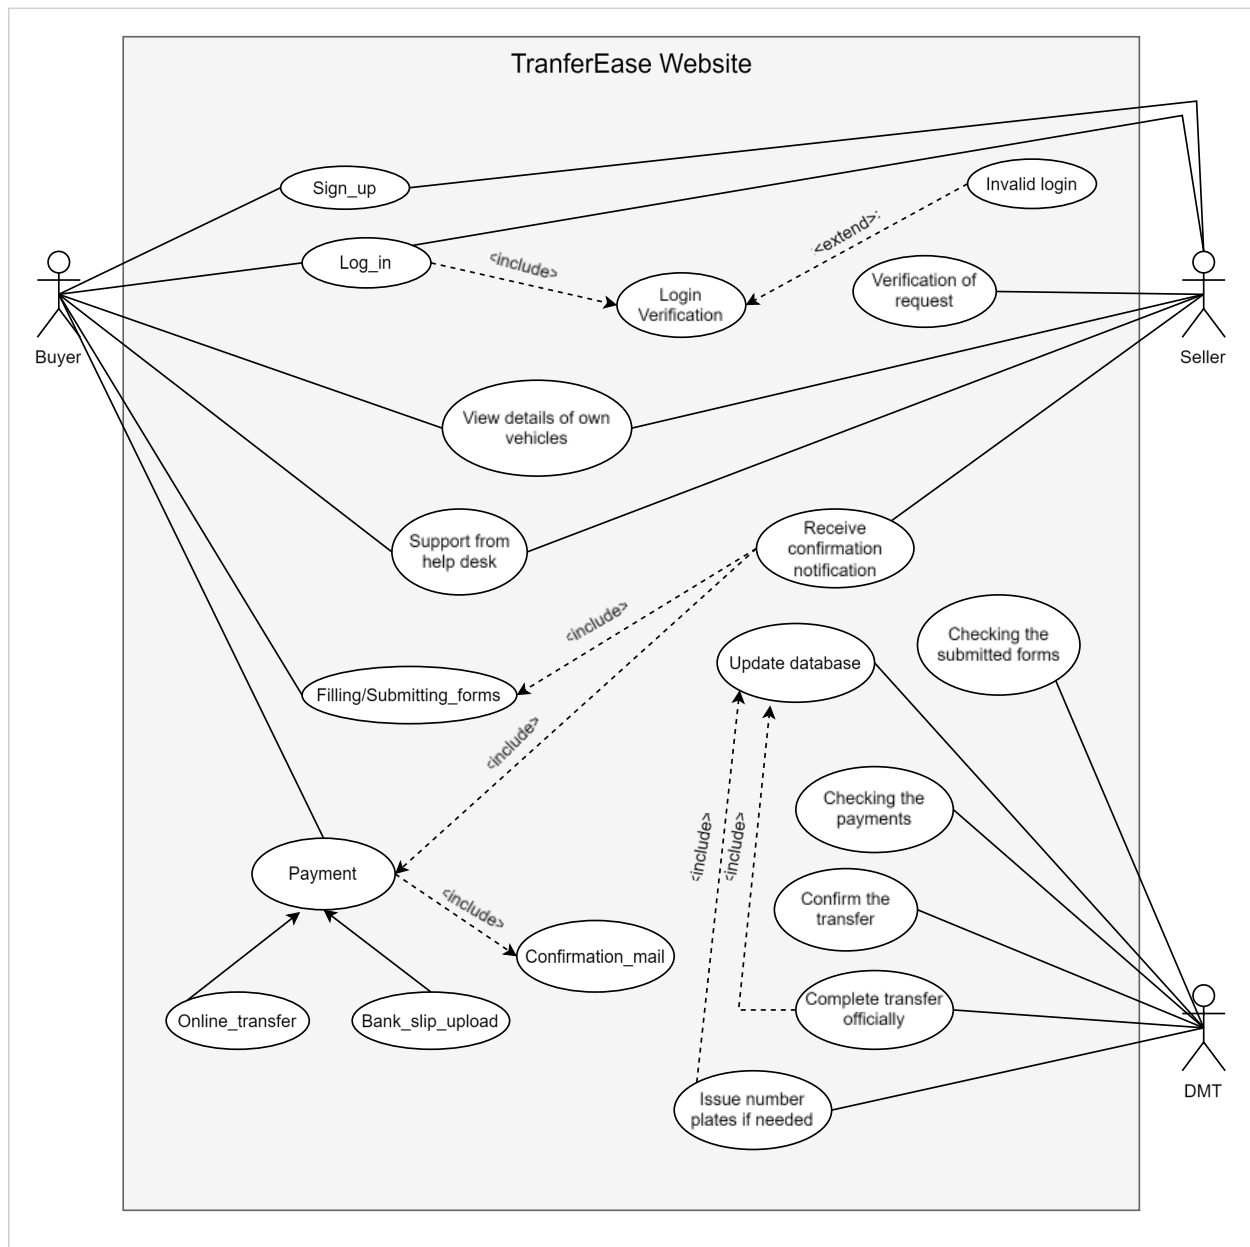 TranferEase Website
Sign_up
Invalid login
<extend>:
Log_in
<include>
Login
Verification
Verification of
request
Buyer
Seller
View details of own
vehicles
Support from
help desk
Receive
confirmation
notification
<include>
Checking the
submitted forms
Update database
Filling/Submitting_forms
<include>
Checking the
payments
<include>
<include>
Payment
<include>
Confirm the
transfer
Confirmation_mail
Online_transfer
Bank_slip_upload
Complete transfer
officially
DMT
Issue number
plates if needed